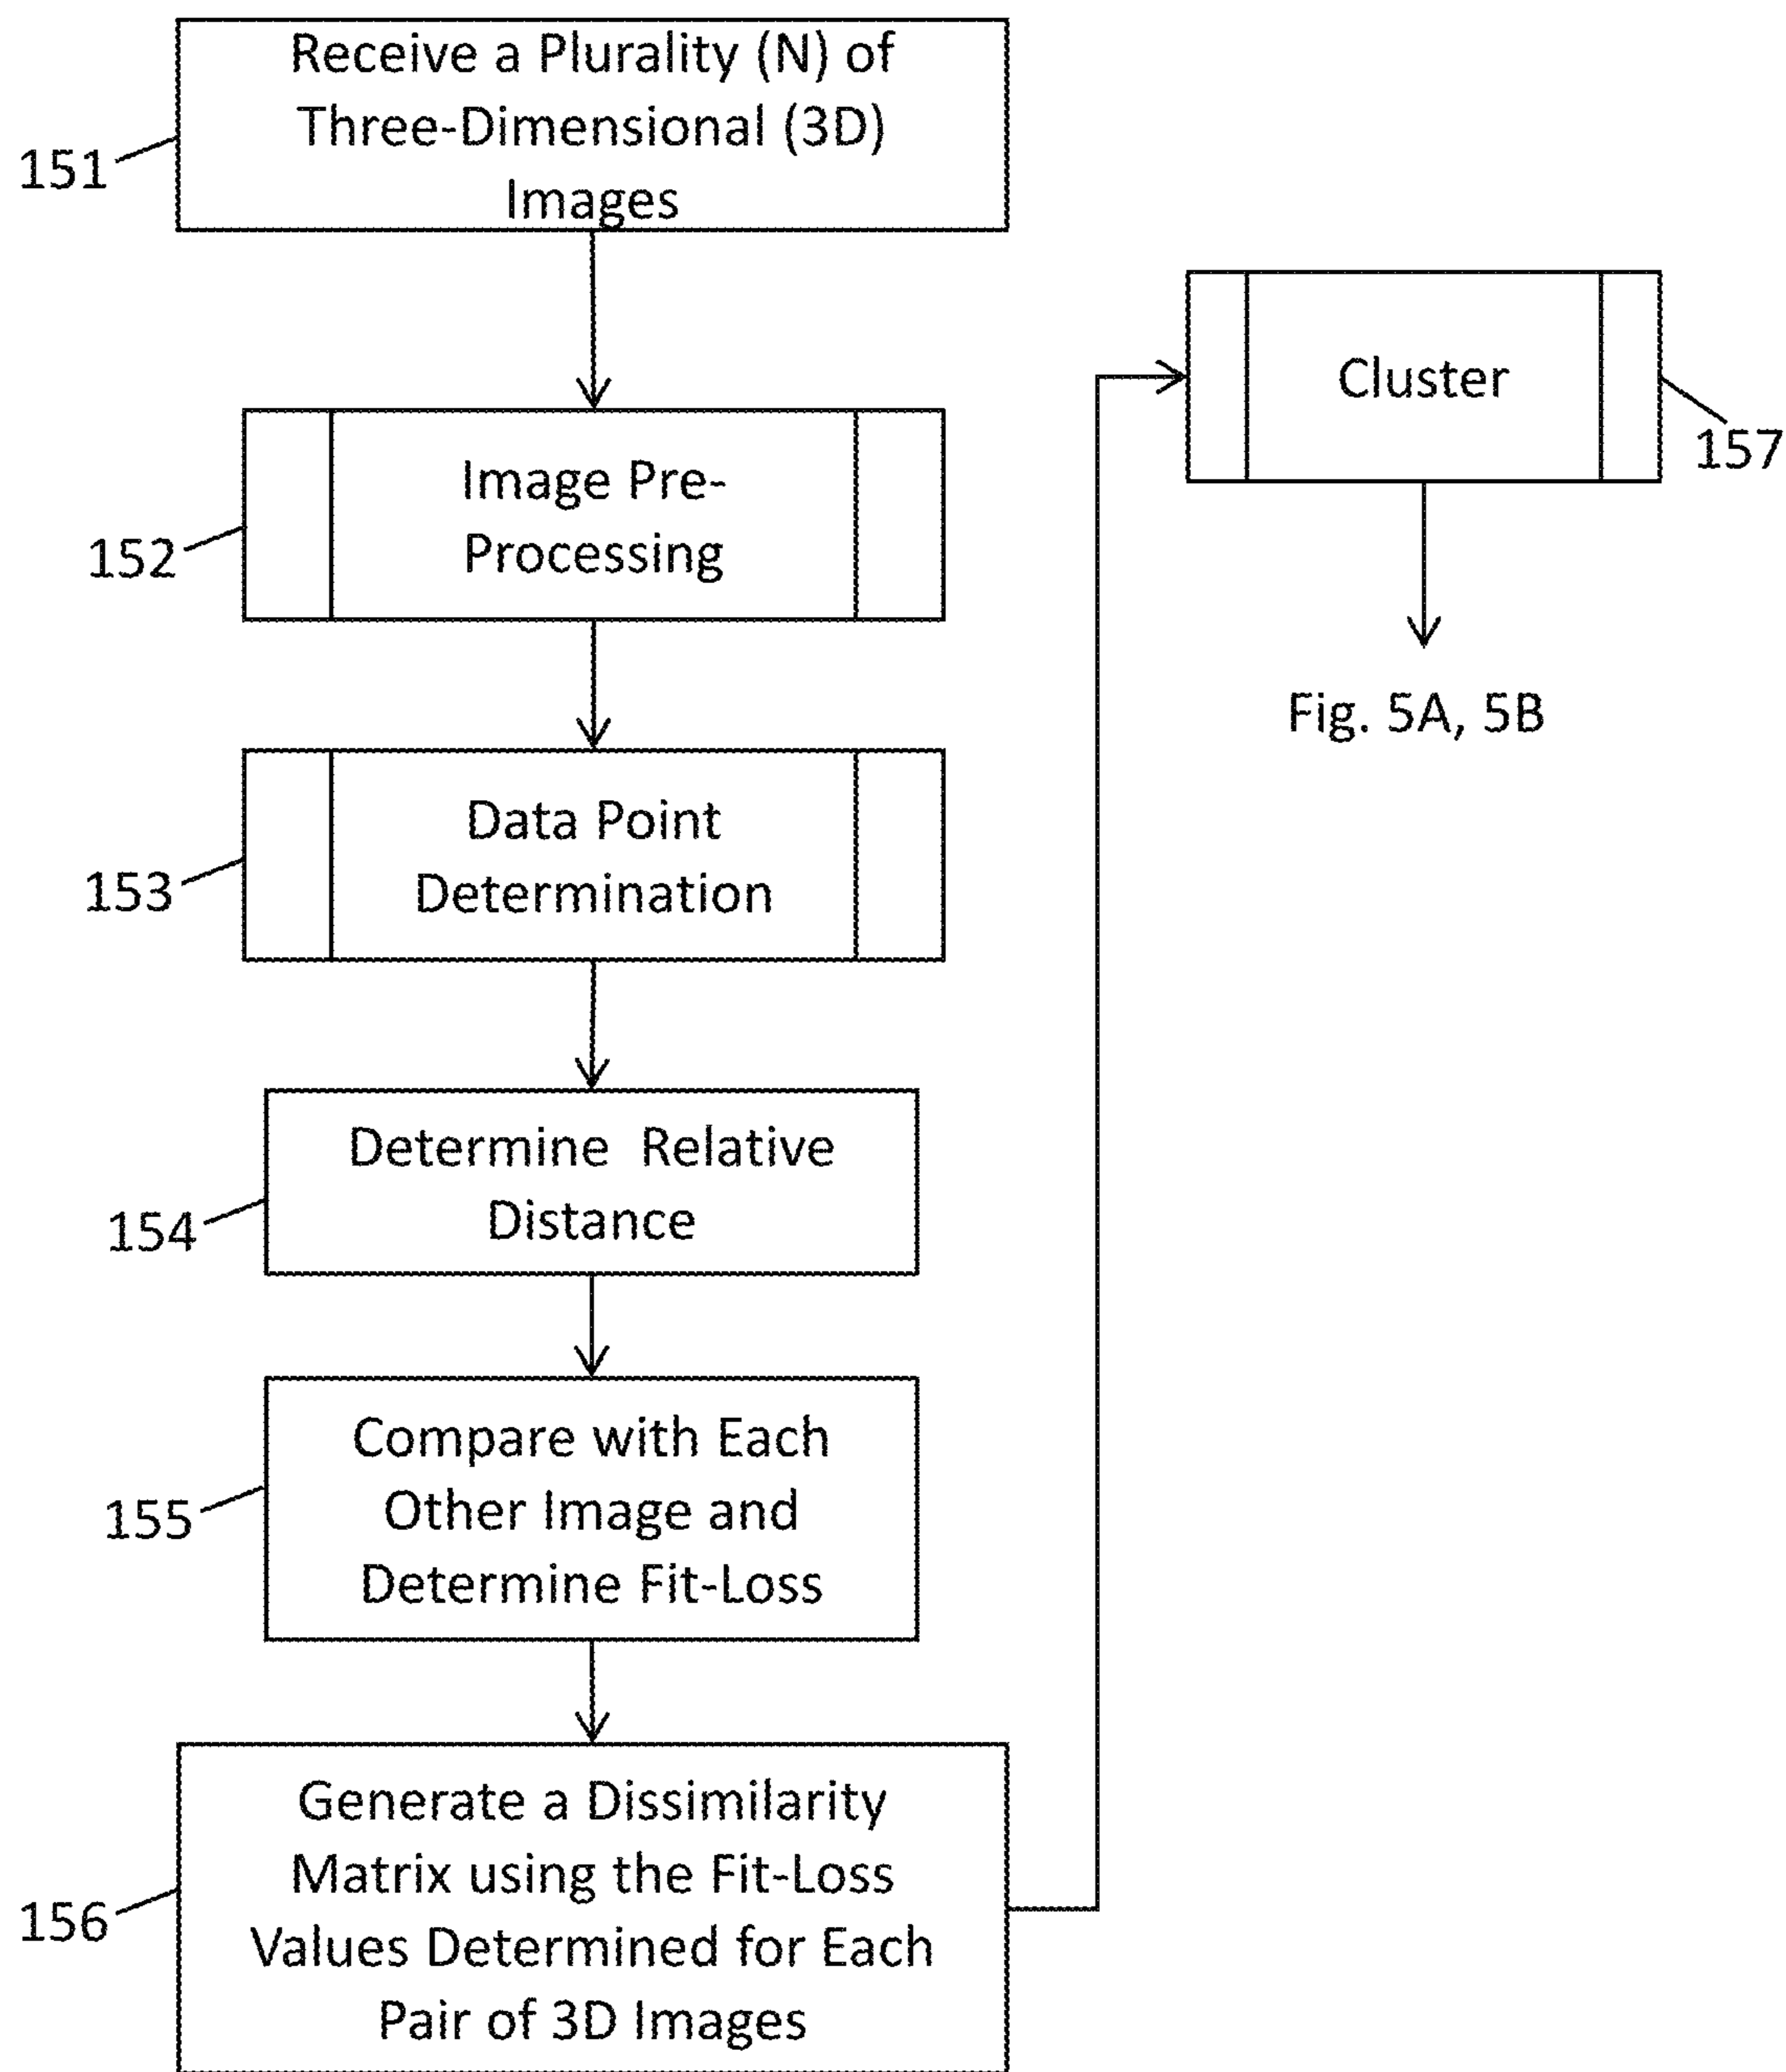 Receive a Plurality (N) of
Three-Dimensional (3D)
Images
151
Image Pre-
Processing
152
Data Point
Determination
153
Determine Relative
Distance
154
Compare with Each
Other Image and
Determine Fit-Loss
155
Generate a Dissimilarity
Matrix using the Fit-Loss
Values Determined for Each
Pair of 3D Images
156
Cluster
157
Fig. 5A, 5B